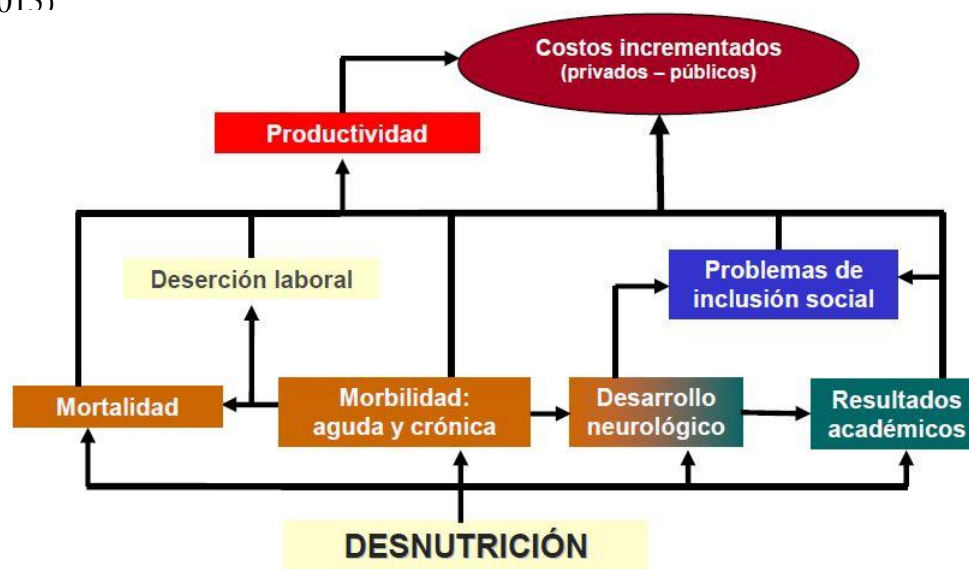 Costos incrementados
(privados – públicos)
Productividad
Deserción laboral
Problemas de
inclusión social
Mortalidad
Morbilidad:
aguda y crónica
Desarrollo
neurológico
Resultados
académicos
DESNUTRICIÓN